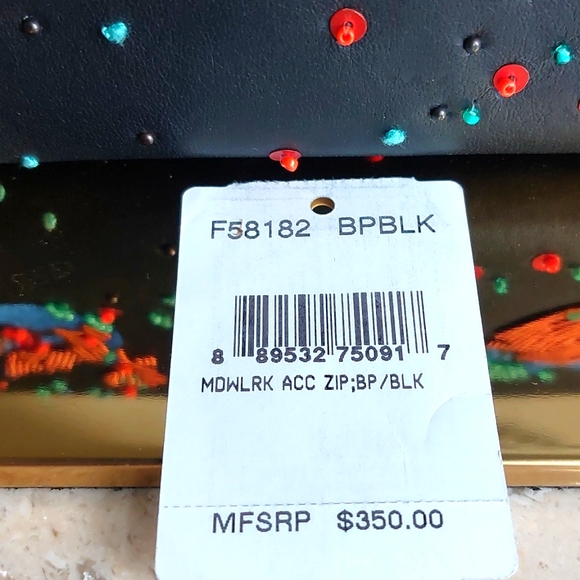 F58182 BPBLK
8 89532 75091 7
MDWLRK ACC ZIP;BP/BLK
MFSRP $350.00